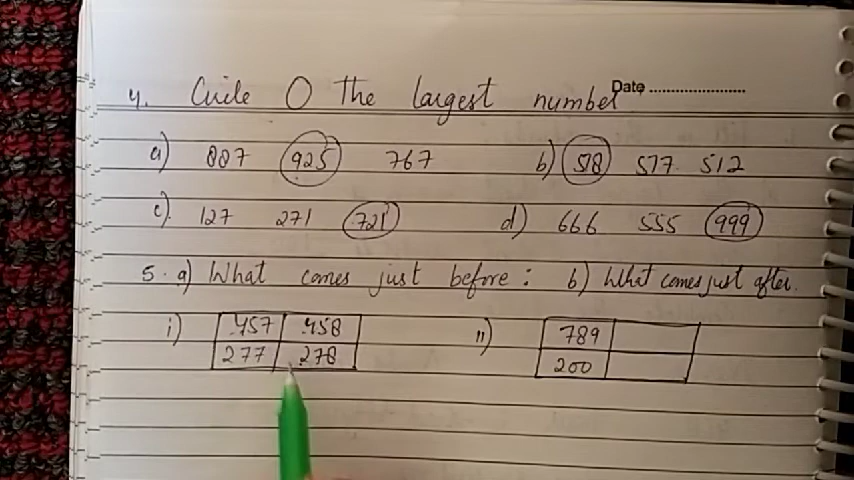 Date ........................
4. Circle O The largest number
a) 887 925 767 b) 518 517 512
c) 127 271 721 d) 666 555 999
5. a) What comes just before : b) What comes just after.
i) 457 458 ii) 789
277 278 200